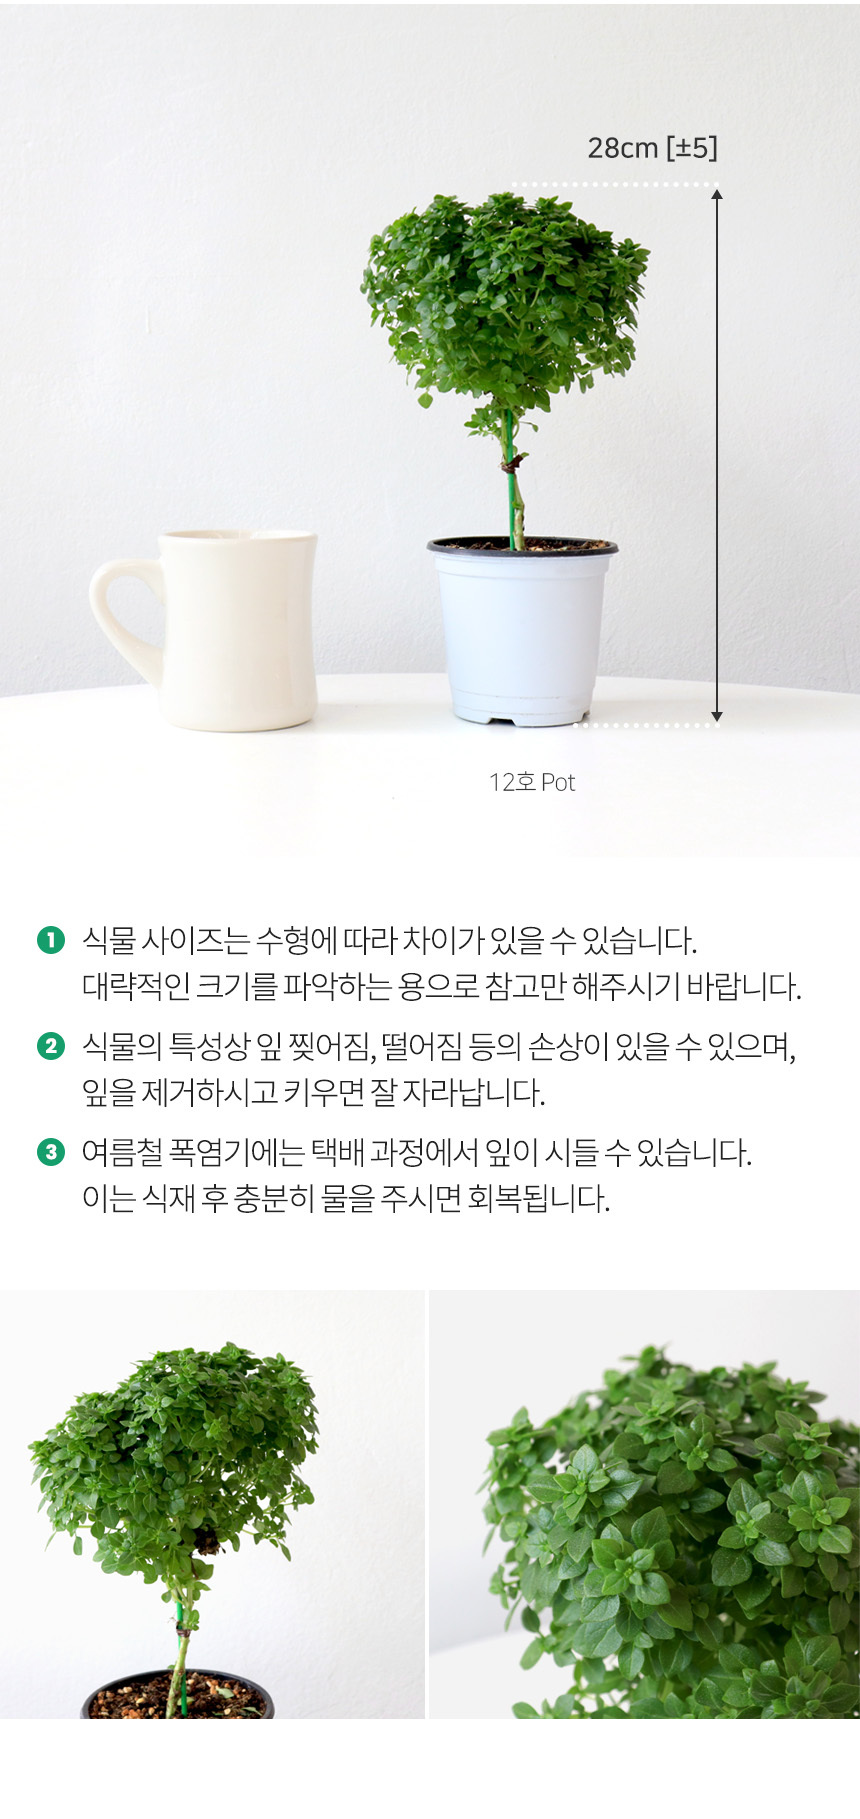 28cm [±5]
12호 Pot
1 식물 사이즈는 수형에 따라 차이가 있을 수 있습니다.
대략적인 크기를 파악하는 용으로 참고만 해주시기 바랍니다.
2 식물의 특성상 잎 찢어짐, 떨어짐 등의 손상이 있을 수 있으며,
잎을 제거하시고 키우면 잘 자라납니다.
3 여름철 폭염기에는 택배 과정에서 잎이 시들 수 있습니다.
이는 식재 후 충분히 물을 주시면 회복됩니다.